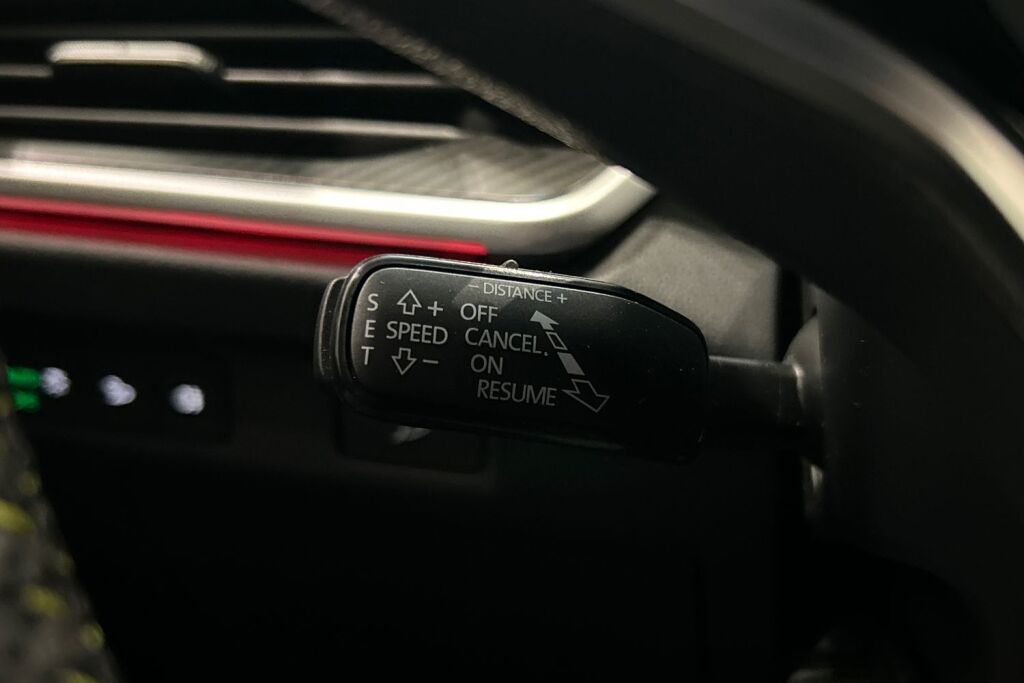 - DISTANCE +
S
E
T
+
SPEED
-
OFF
CANCEL.
ON
RESUME